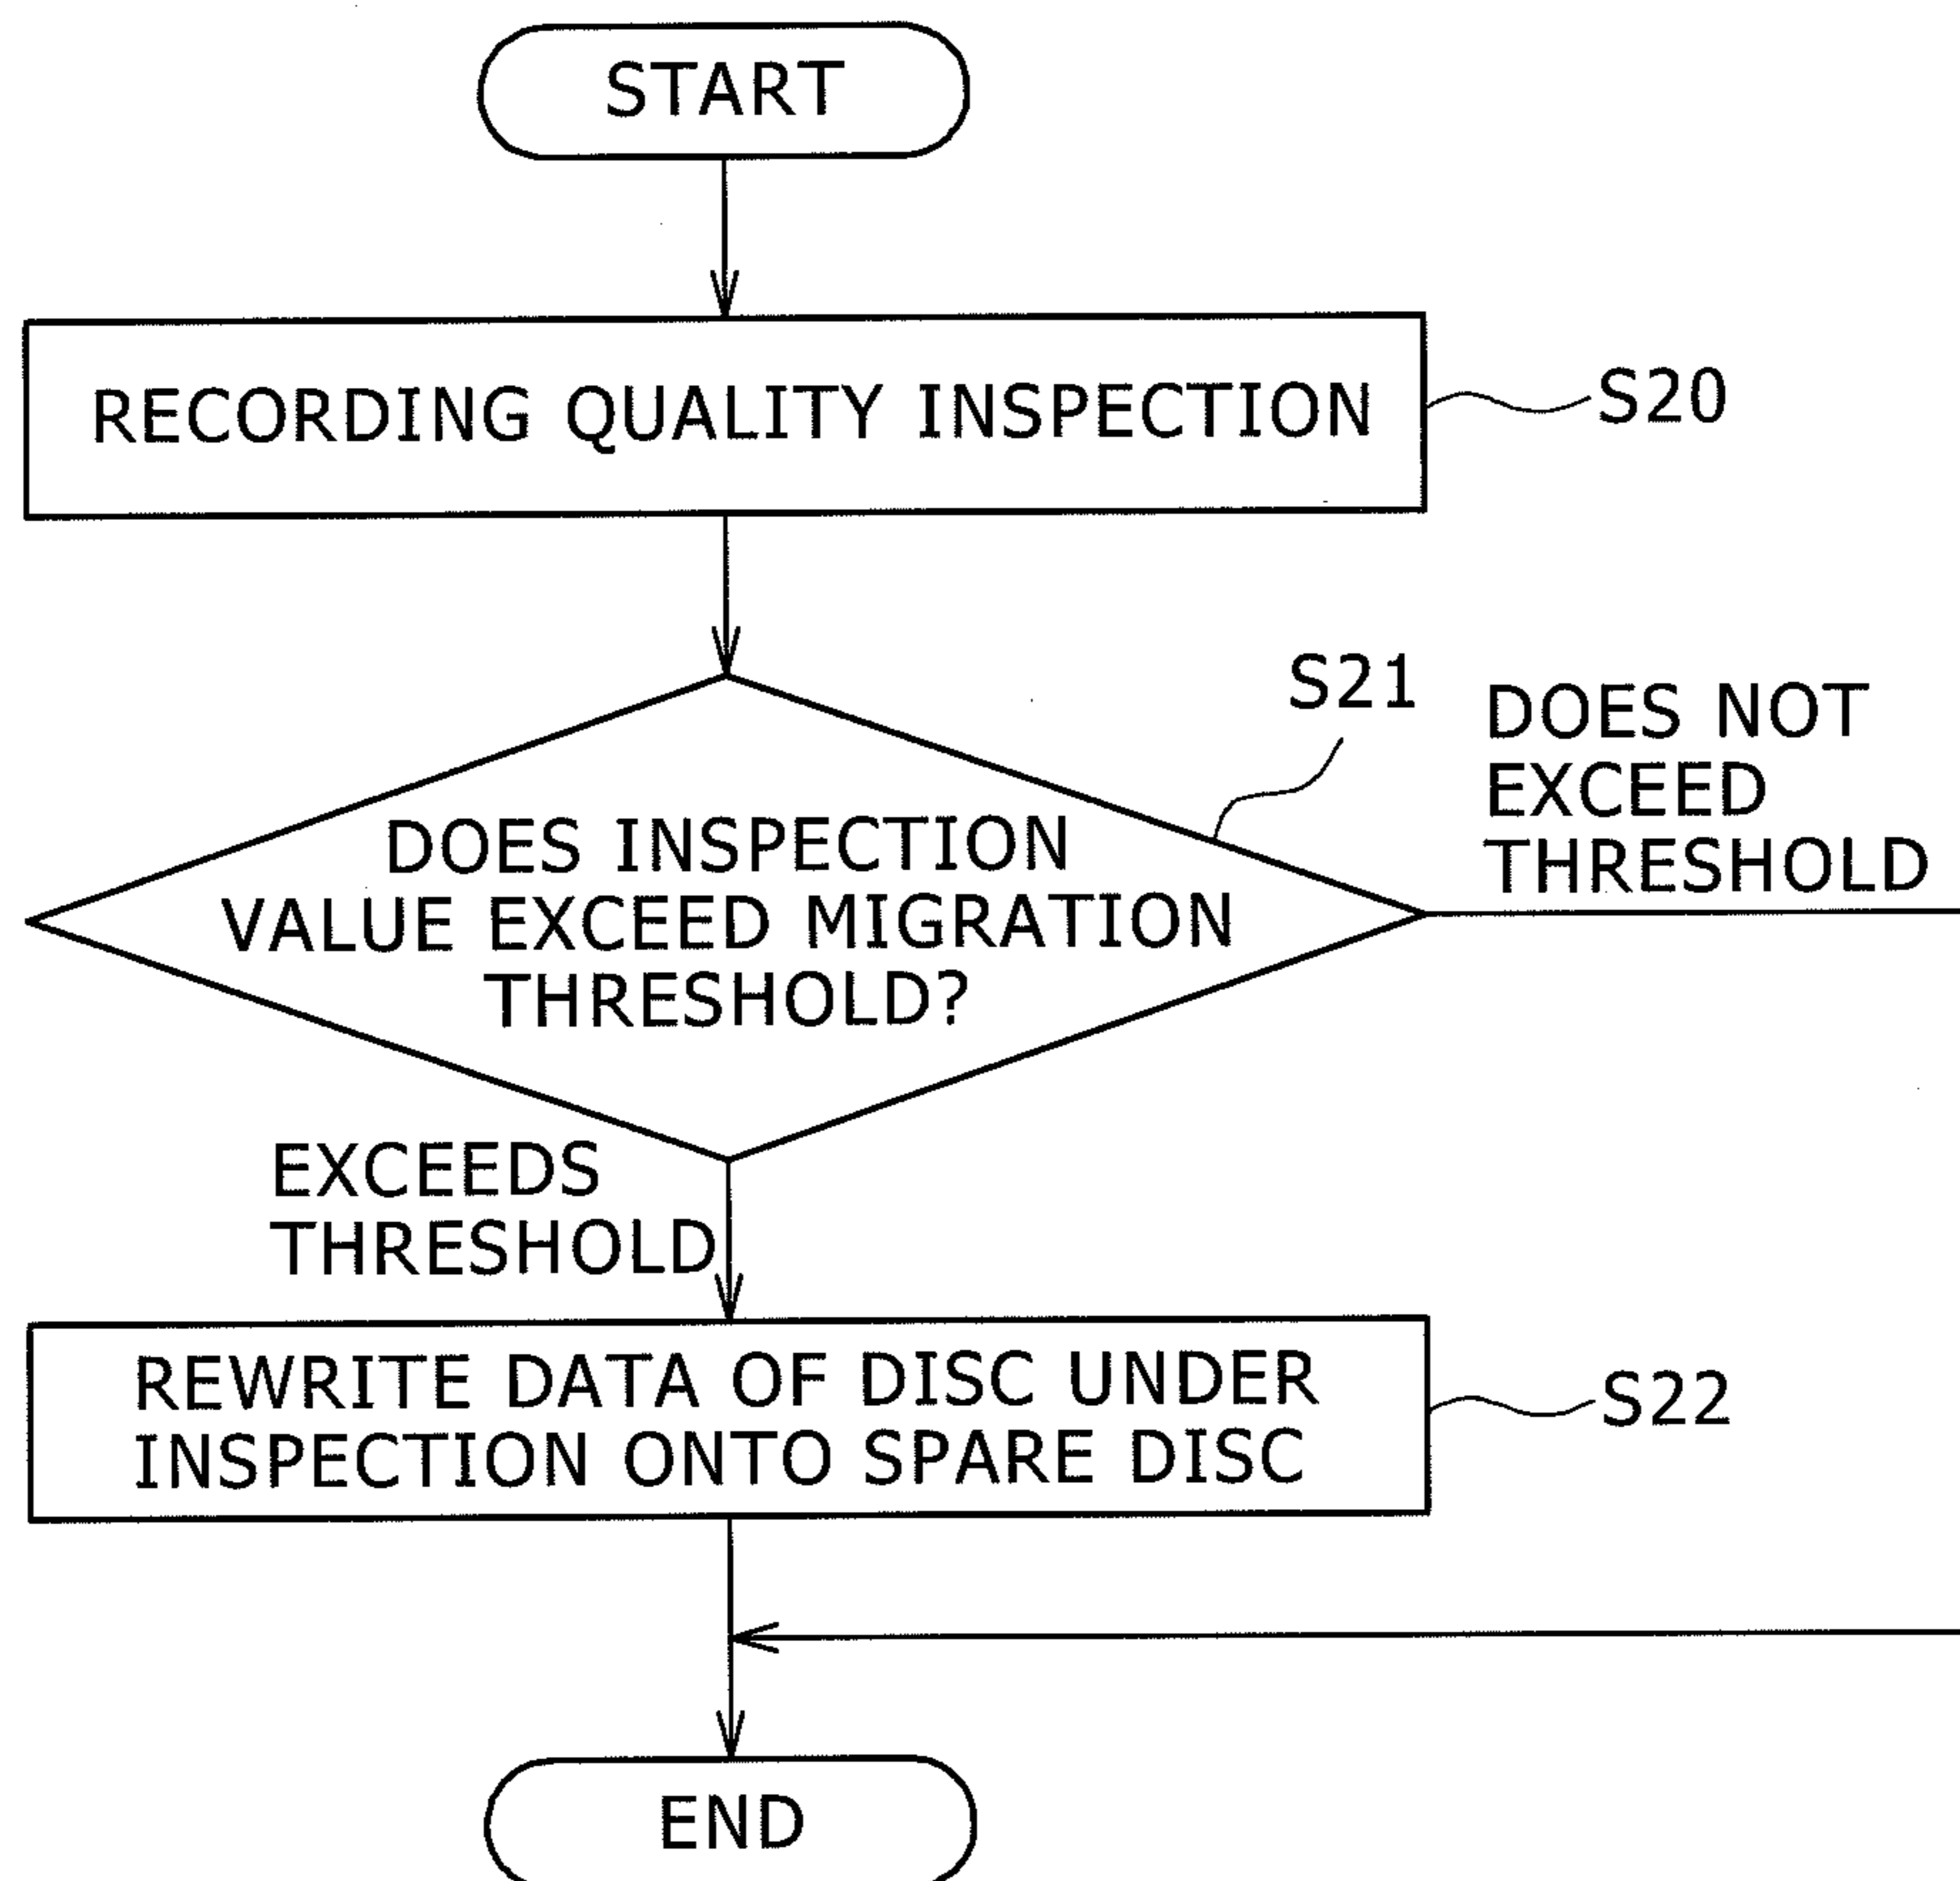 START
RECORDING QUALITY INSPECTION
S20
S21
DOES NOT
EXCEED
THRESHOLD
DOES INSPECTION
VALUE EXCEED MIGRATION
THRESHOLD?
EXCEEDS
THRESHOLD
REWRITE DATA OF DISC UNDER
INSPECTION ONTO SPARE DISC
S22
END